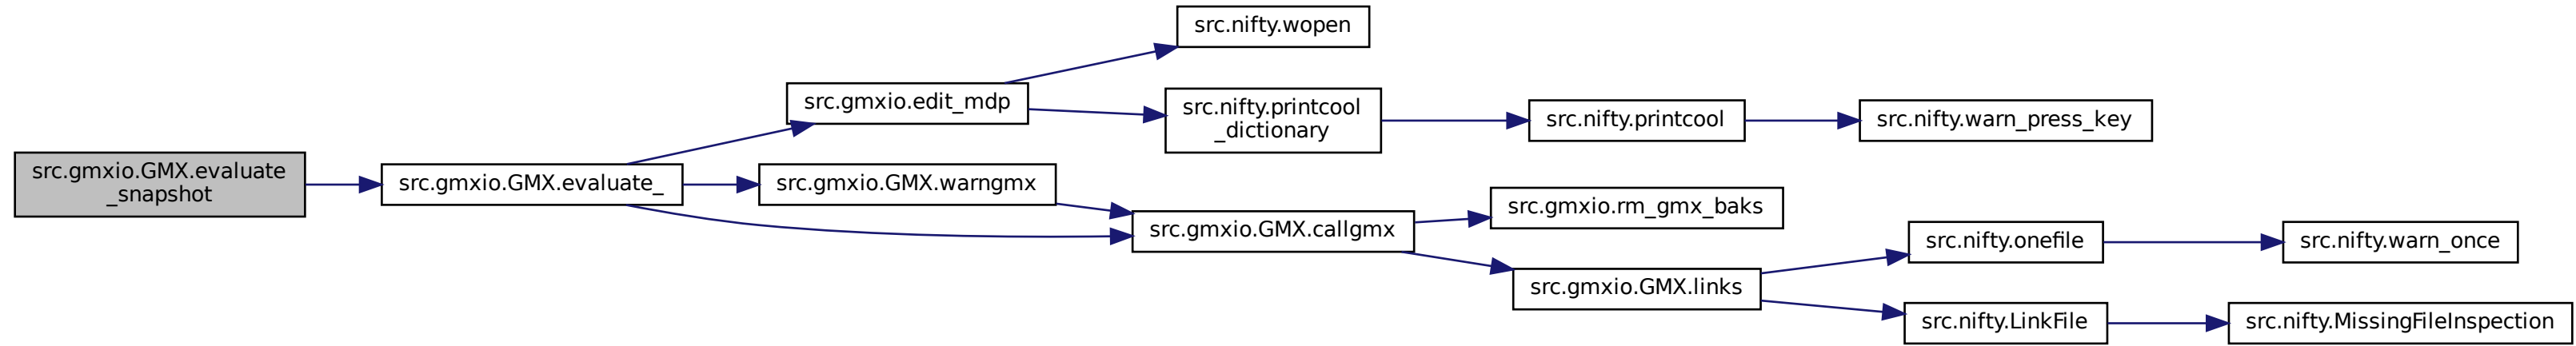 src.gmxio.GMX.evaluate
_snapshot
src.gmxio.GMX.evaluate_
src.gmxio.edit_mdp
src.nifty.wopen
src.nifty.printcool
_dictionary
src.nifty.printcool
src.nifty.warn_press_key
src.gmxio.GMX.warngmx
src.gmxio.GMX.callgmx
src.gmxio.rm_gmx_baks
src.gmxio.GMX.links
src.nifty.onefile
src.nifty.warn_once
src.nifty.LinkFile
src.nifty.MissingFileInspection